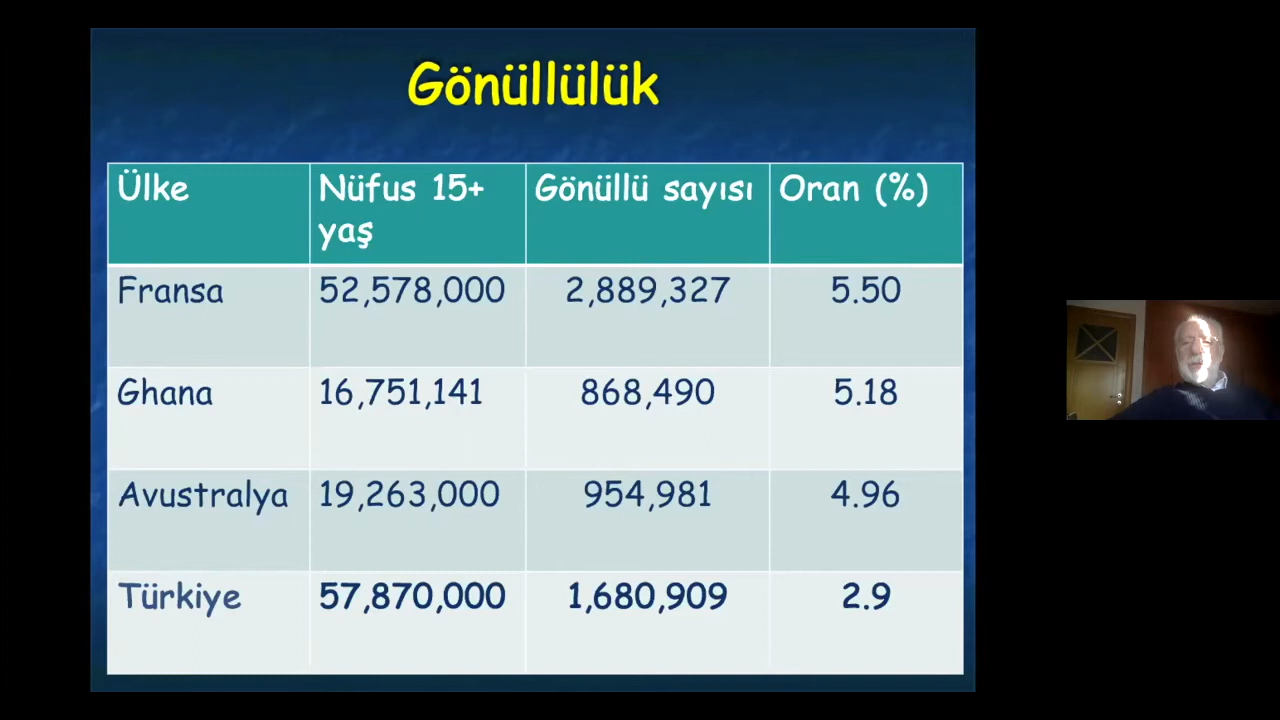 Gönüllülük
Ülke Nüfus 15+ yaş Gönüllü sayısı Oran (%)
Fransa 52,578,000 2,889,327 5.50
Ghana 16,751,141 868,490 5.18
Avustralya 19,263,000 954,981 4.96
Türkiye 57,870,000 1,680,909 2.9